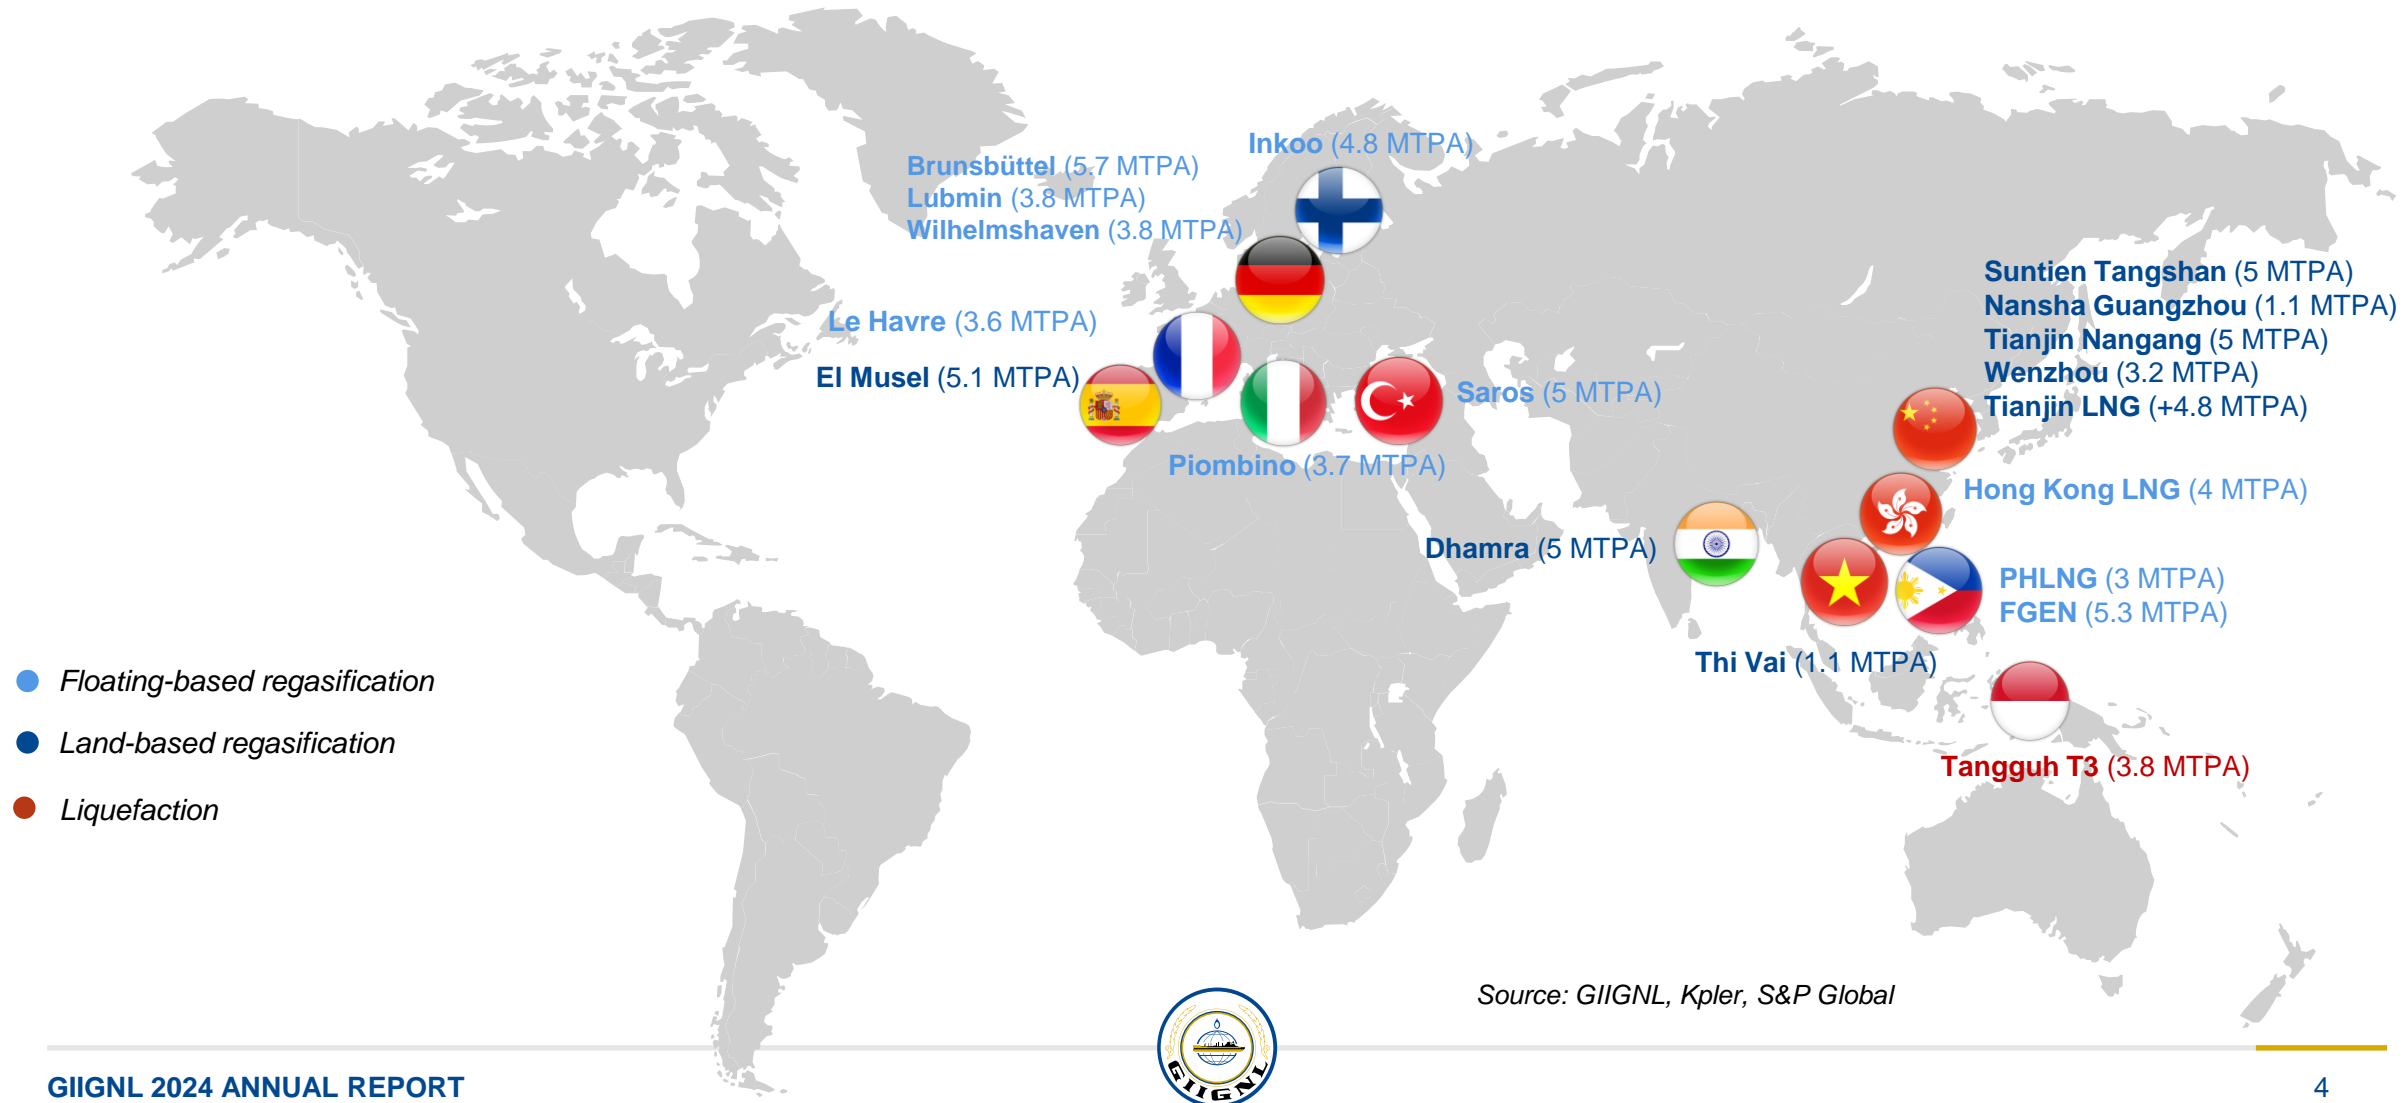 Inkoo (4.8 MTPA)
Brunsbüttel (5.7 MTPA)
Lubmin (3.8 MTPA)
Wilhelmshaven (3.8 MTPA)
Le Havre (3.6 MTPA)
El Musel (5.1 MTPA)
Saros (5 MTPA)
Piombino (3.7 MTPA)
Suntien Tangshan (5 MTPA)
Nansha Guangzhou (1.1 MTPA)
Tianjin Nangang (5 MTPA)
Wenzhou (3.2 MTPA)
Tianjin LNG (+4.8 MTPA)
Hong Kong LNG (4 MTPA)
Dhamra (5 MTPA)
PHLNG (3 MTPA)
FGEN (5.3 MTPA)
Thi Vai (1.1 MTPA)
Tangguh T3 (3.8 MTPA)
Floating-based regasification
Land-based regasification
Liquefaction
Source: GIIGNL, Kpler, S&P Global
GIIGNL
GIIGNL 2024 ANNUAL REPORT
4